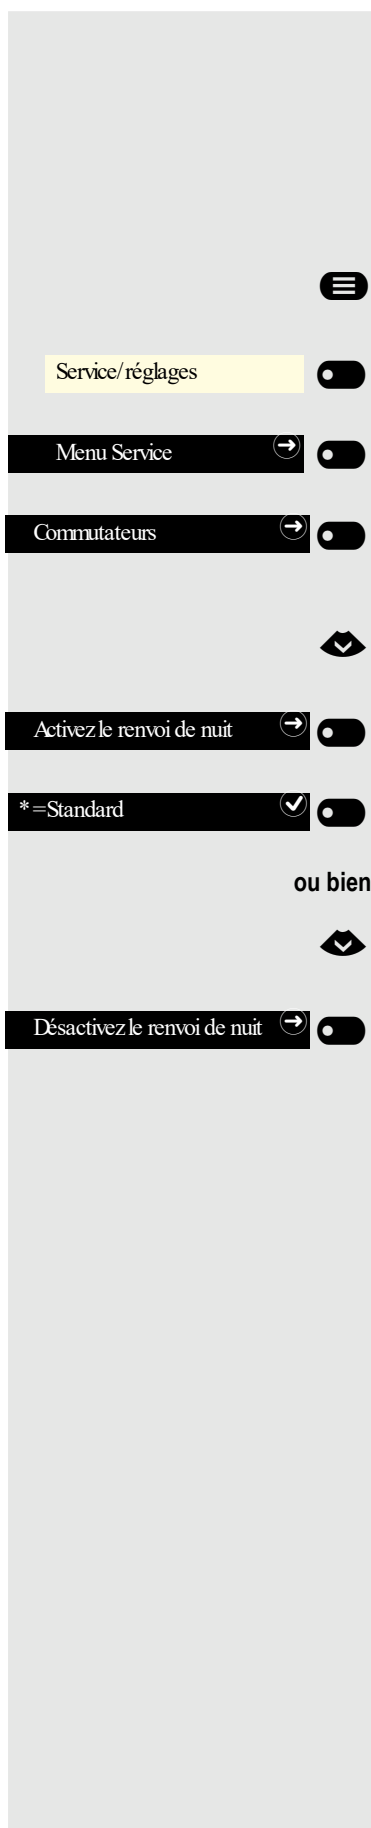 Service/réglages
Menu Service
Commutateurs
Activez le renvoi de nuit
*=Standard
ou bien
Désactivez le renvoi de nuit